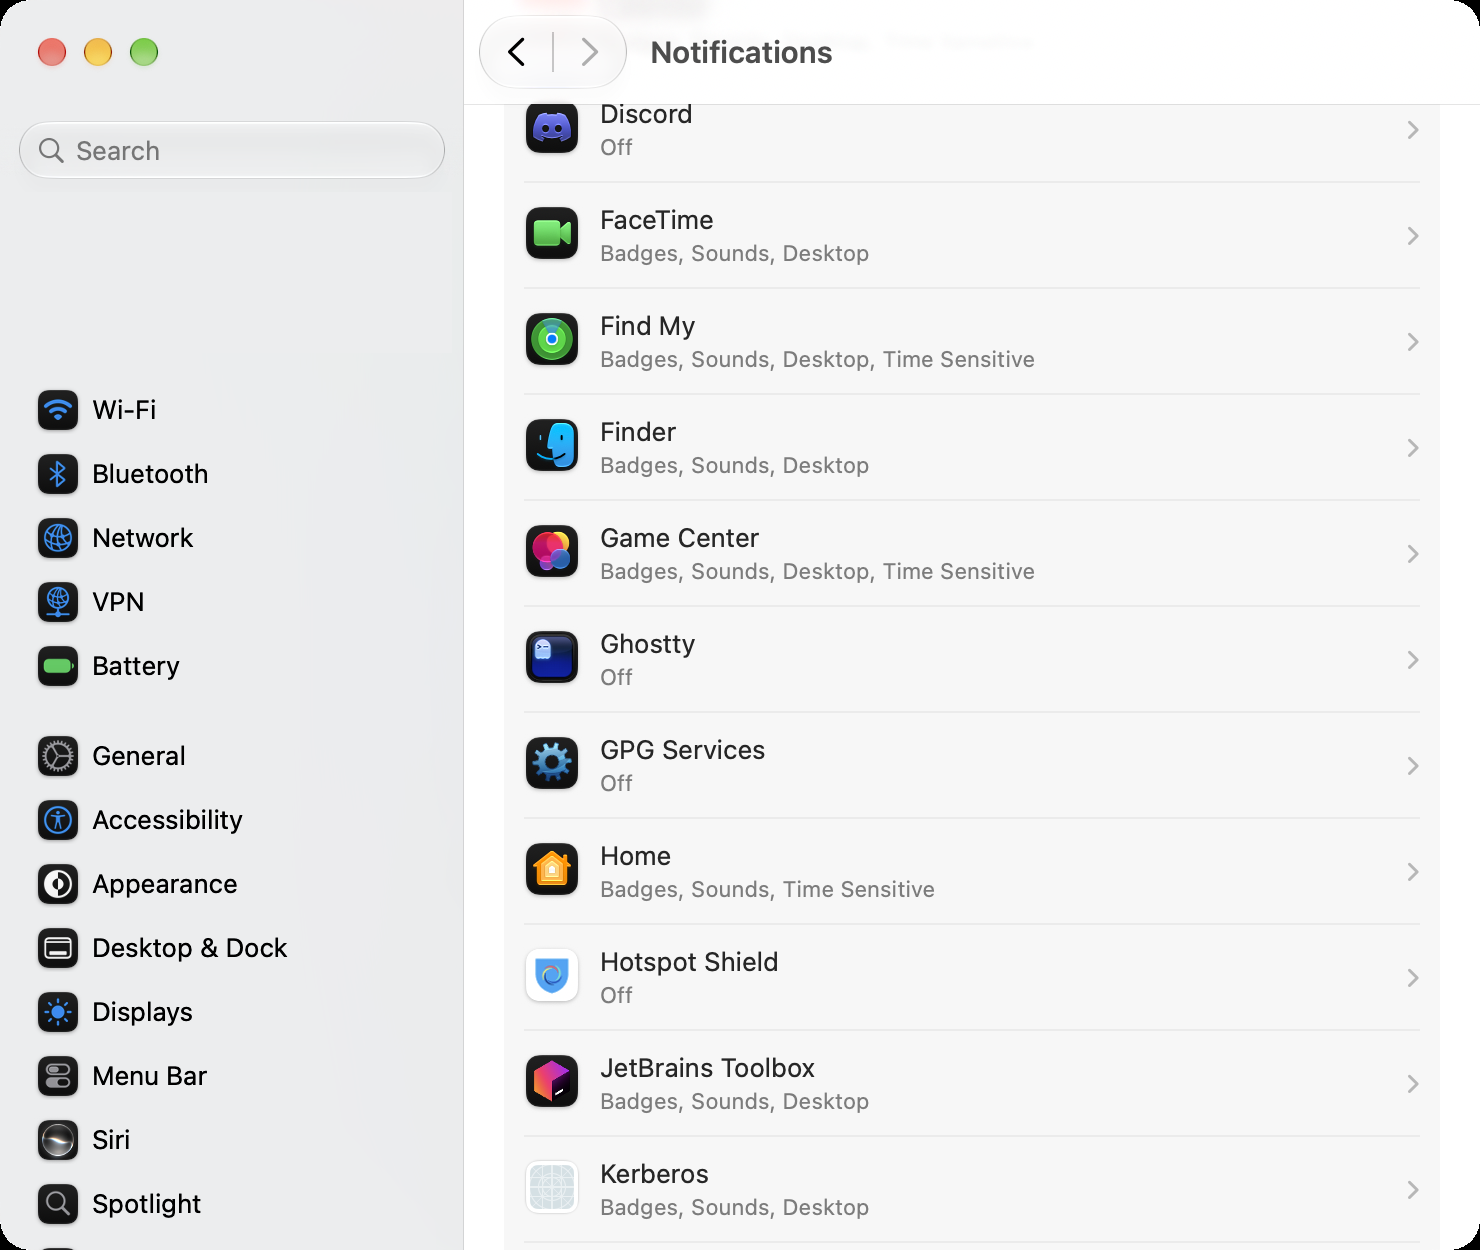 Notifications
Search
Wi-Fi
Bluetooth
Network
VPN
Battery
General
Accessibility
Appearance
Desktop & Dock
Displays
Menu Bar
Siri
Spotlight
Discord
Off
FaceTime
Badges, Sounds, Desktop
Find My
Badges, Sounds, Desktop, Time Sensitive
Finder
Badges, Sounds, Desktop
Game Center
Badges, Sounds, Desktop, Time Sensitive
Ghostty
Off
GPG Services
Off
Home
Badges, Sounds, Time Sensitive
Hotspot Shield
Off
JetBrains Toolbox
Badges, Sounds, Desktop
Kerberos
Badges, Sounds, Desktop